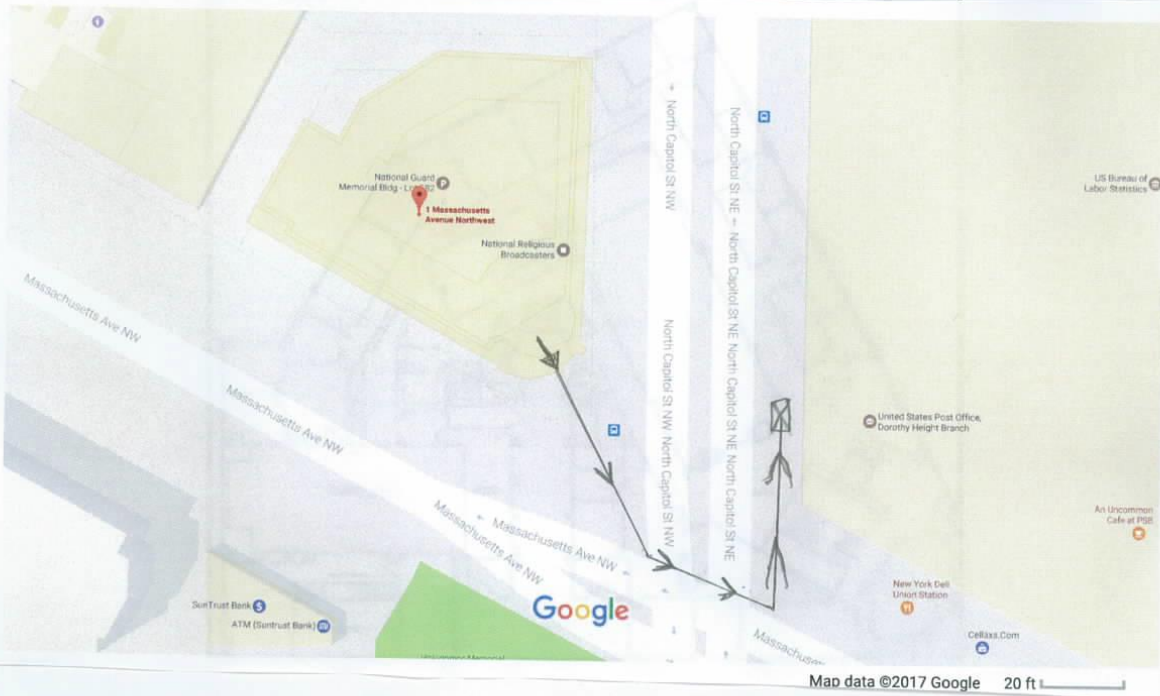 National Guard
Memorial Bldg -
1 Massachusetts
Avenue Northwest
National Religious
Broadcasters
North Capitol St NW
North Capitol St NW North Capitol St NW
North Capitol St NE ← North Capitol St NE North Capitol St NE North Capitol St NE
US Bureau of
Labor Statistics
United States Post Office,
Dorothy Height Branch
An Uncommon
Cafe at PSB
New York Deli
Union Station
Cellaxs.Com
Massachusetts Ave NW
Massachusetts Ave NW
Massachusetts Ave NW
Massachusetts Ave NW
SunTrust Bank
ATM (Suntrust Bank)
Google
Map data ©2017 Google 20 ft